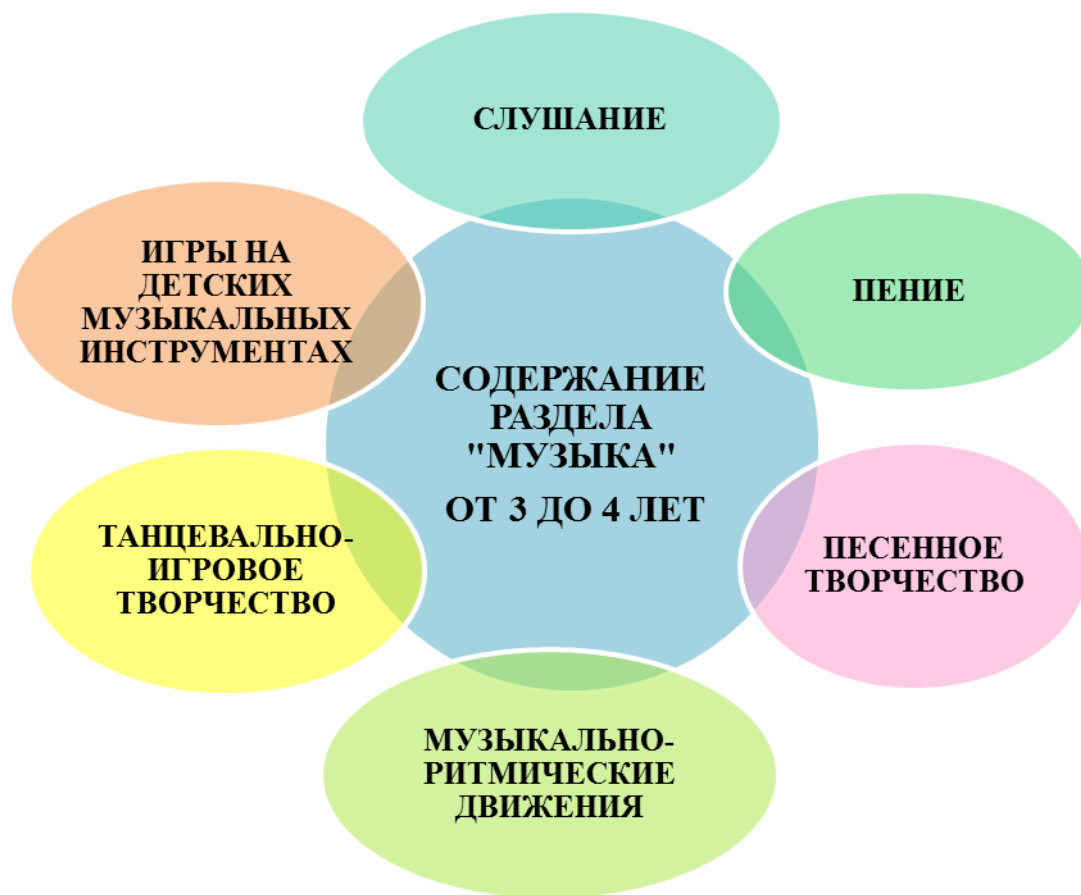 СЛУШАНИЕ
ПЕНИЕ
ПЕСЕННОЕ
ТВОРЧЕСТВО
МУЗЫКАЛЬНО-
РИТМИЧЕСКИЕ
ДВИЖЕНИЯ
ТАНЦЕВАЛЬНО-
ИГРОВОЕ
ТВОРЧЕСТВО
ИГРЫ НА
ДЕТСКИХ
МУЗЫКАЛЬНЫХ
ИНСТРУМЕНТАХ
СОДЕРЖАНИЕ
РАЗДЕЛА
"МУЗЫКА"
ОТ 3 ДО 4 ЛЕТ